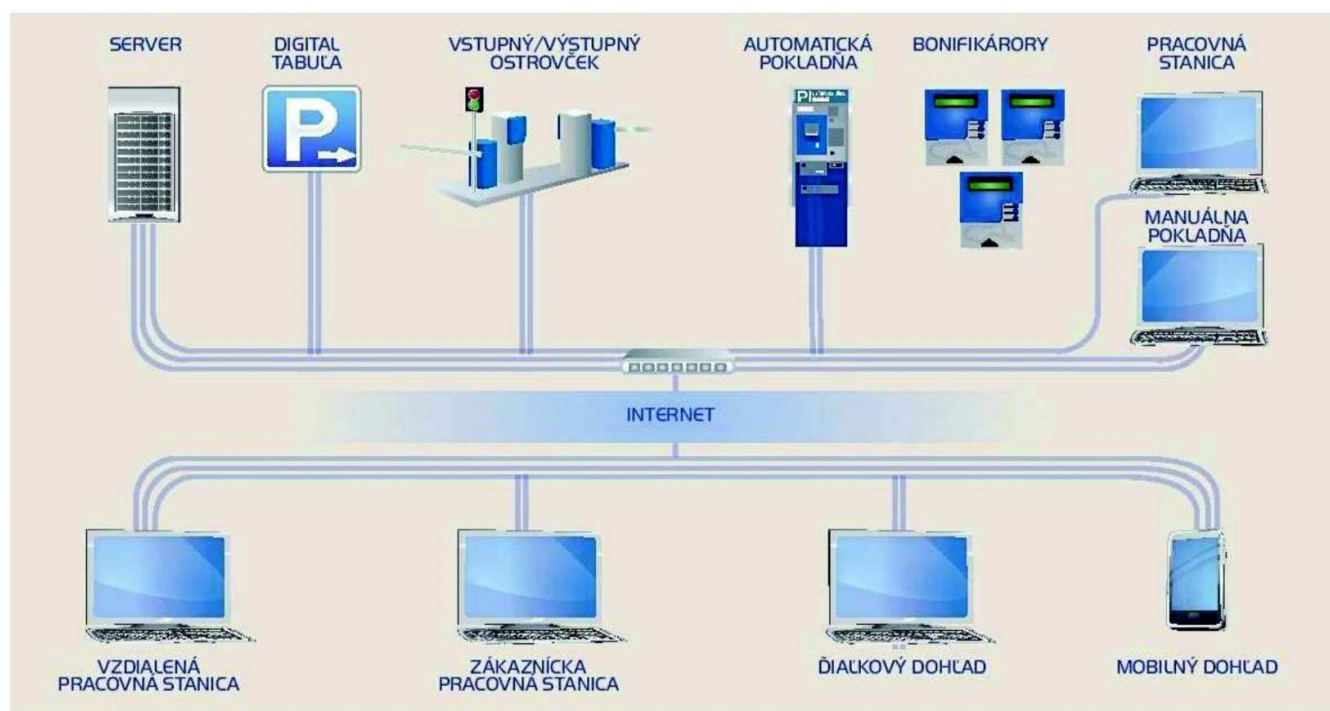 SERVER
DIGITAL
TABUĽA
VSTUPNÝ/VÝSTUPNÝ
OSTROVČEK
AUTOMATICKÁ
POKLADŇA
BONIFIKÁRORY
PRACOVNÁ
STANICA
P
P
MANUÁLNA
POKLADŇA
INTERNET
VZDIALENÁ
PRACOVNÁ STANICA
ZÁKAZNÍCKA
PRACOVNÁ STANICA
ĎIAĽKOVÝ DOHĽAD
MOBILNÝ DOHĽAD